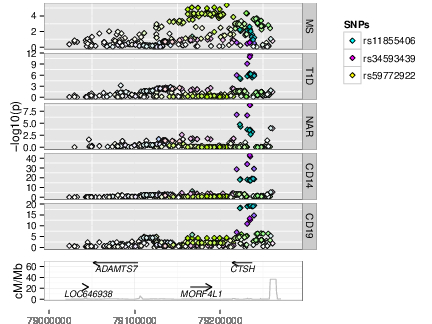 SNPs
rs11855406
rs34593439
rs59772922
−log10(p)
4
2
0
MS
12
9
6
3
0
T1D
7.5
5.0
2.5
0.0
NAR
40
30
20
10
0
CD14
20
15
10
5
0
CD19
cM/Mb
60
40
20
0
ADAMTS7
CTSH
LOC646938
MORF4L1
79000000
79100000
79200000